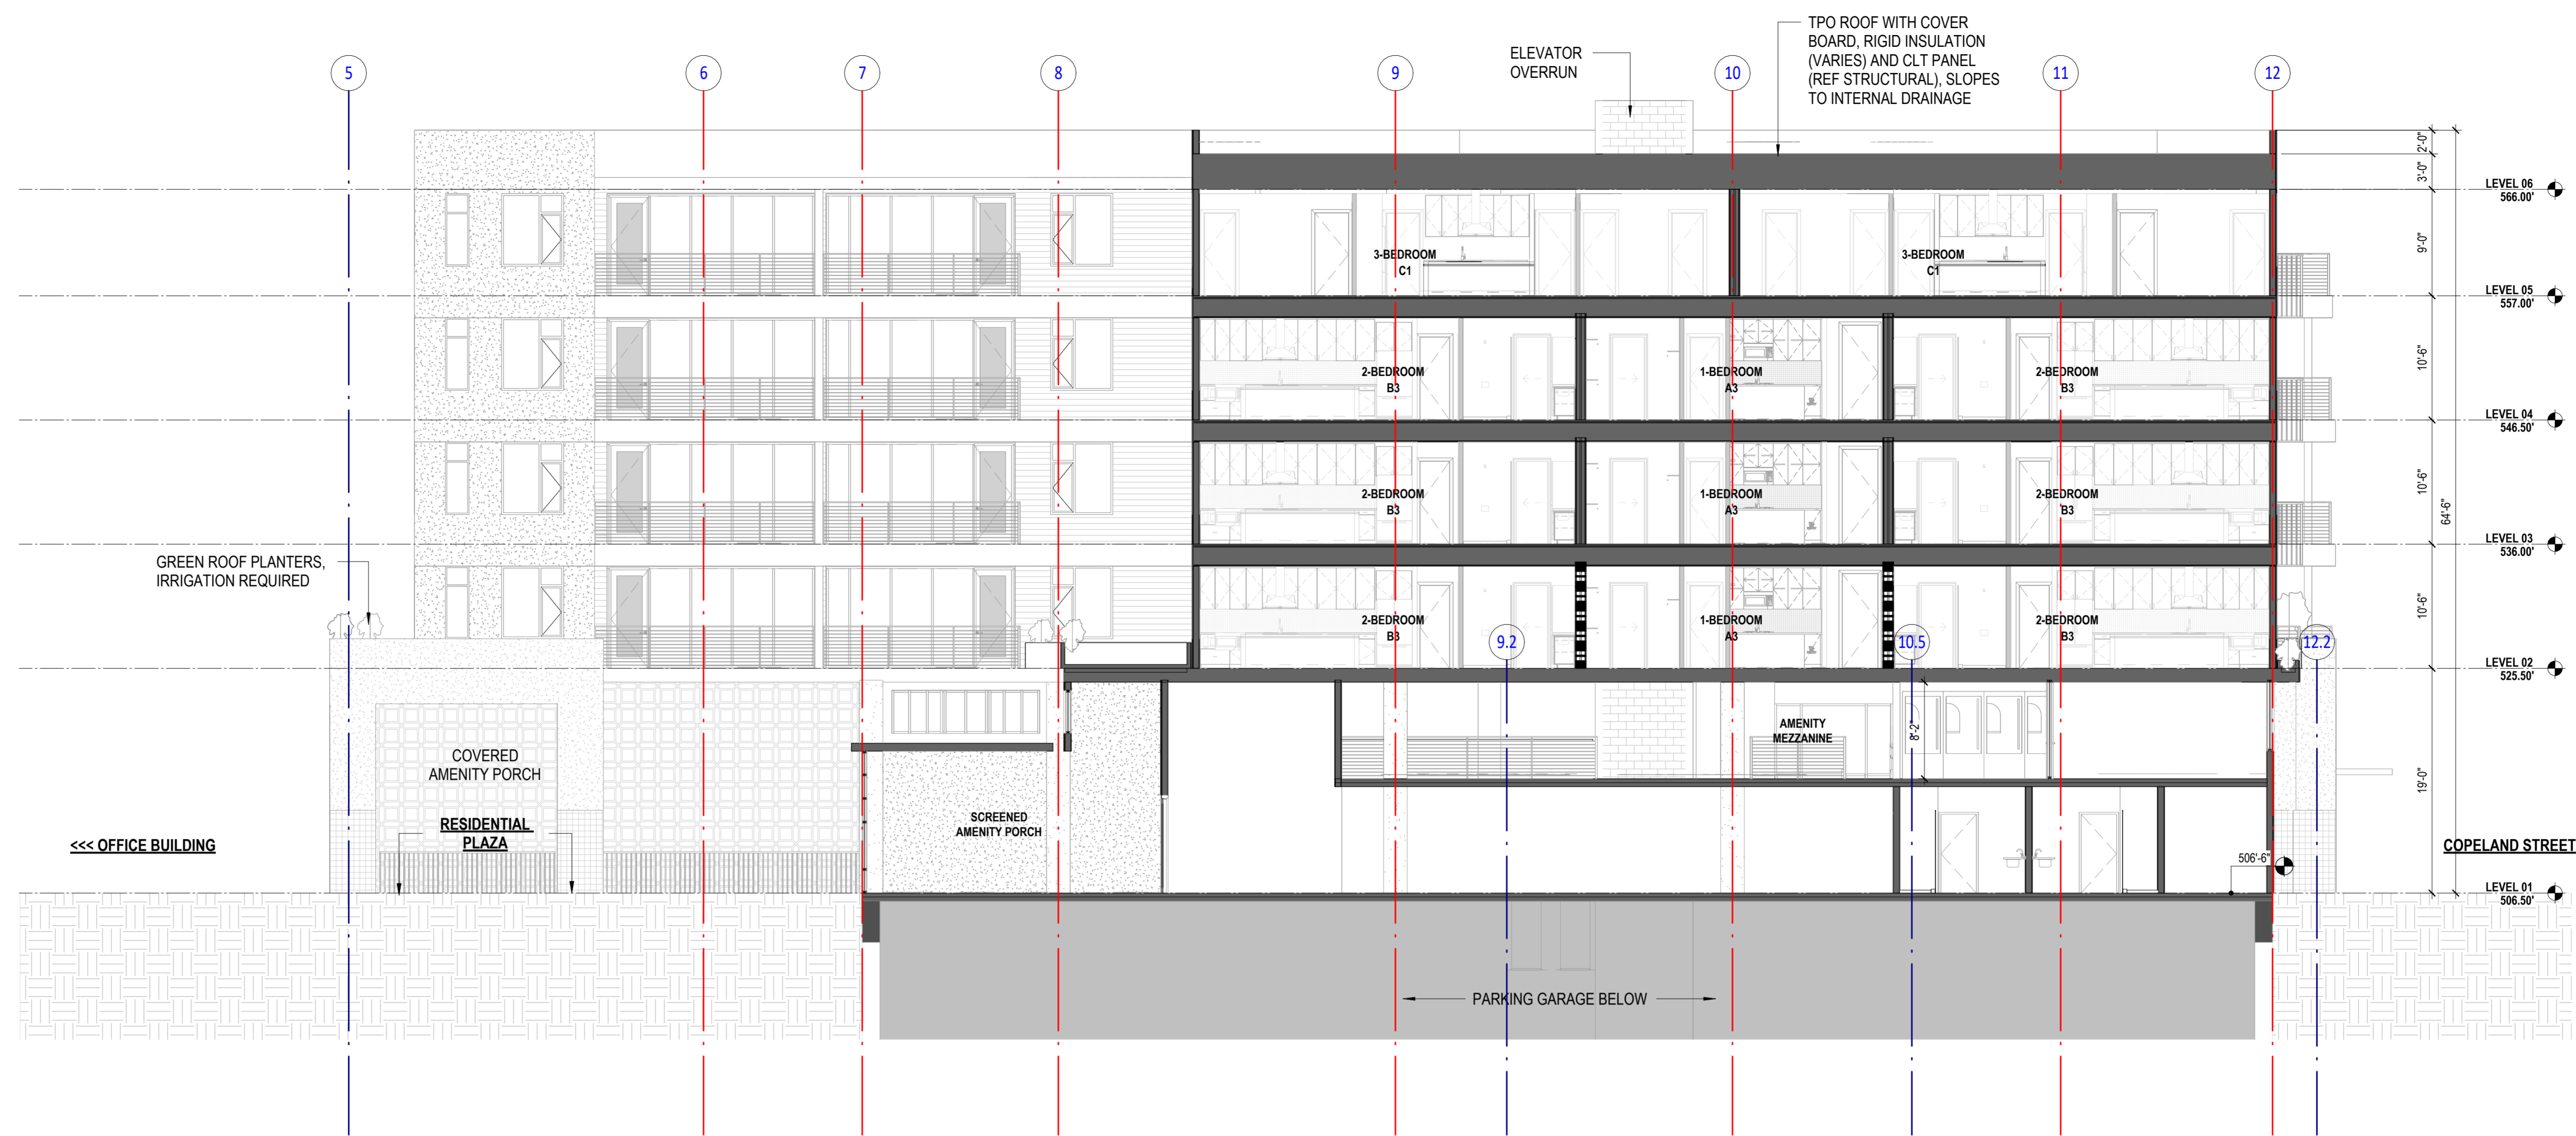 TPO ROOF WITH COVER
BOARD, RIGID INSULATION
(VARIES) AND CLT PANEL
(REF STRUCTURAL), SLOPES
TO INTERNAL DRAINAGE
ELEVATOR
OVERRUN
5
6
7
8
9
10
11
12
2'-0"
3'-0"
LEVEL 06
566.00'
9'-0"
3-BEDROOM
C1
3-BEDROOM
C1
LEVEL 05
557.00'
10'-6"
2-BEDROOM
B3
1-BEDROOM
A3
2-BEDROOM
B3
LEVEL 04
546.50'
10'-6"
64'-6"
2-BEDROOM
B3
1-BEDROOM
A3
2-BEDROOM
B3
LEVEL 03
536.00'
GREEN ROOF PLANTERS,
IRRIGATION REQUIRED
10'-6"
2-BEDROOM
B3
1-BEDROOM
A3
2-BEDROOM
B3
9.2
10.5
12.2
LEVEL 02
525.50'
AMENITY
MEZZANINE
8'-2"
COVERED
AMENITY PORCH
19'-0"
SCREENED
AMENITY PORCH
RESIDENTIAL
PLAZA
<<< OFFICE BUILDING
COPELAND STREET
506'-6"
LEVEL 01
506.50'
PARKING GARAGE BELOW